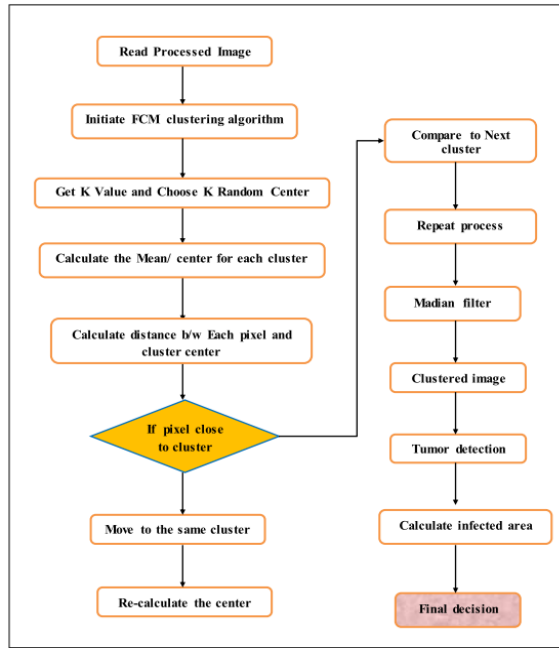 Read Processed Image
Initiate FCM clustering algorithm
Get K Value and Choose K Random Center
Calculate the Mean/ center for each cluster
Calculate distance b/w Each pixel and
cluster center
If pixel close
to cluster
Move to the same cluster
Re-calculate the center
Compare to Next
cluster
Repeat process
Madian filter
Clustered image
Tumor detection
Calculate infected area
Final decision